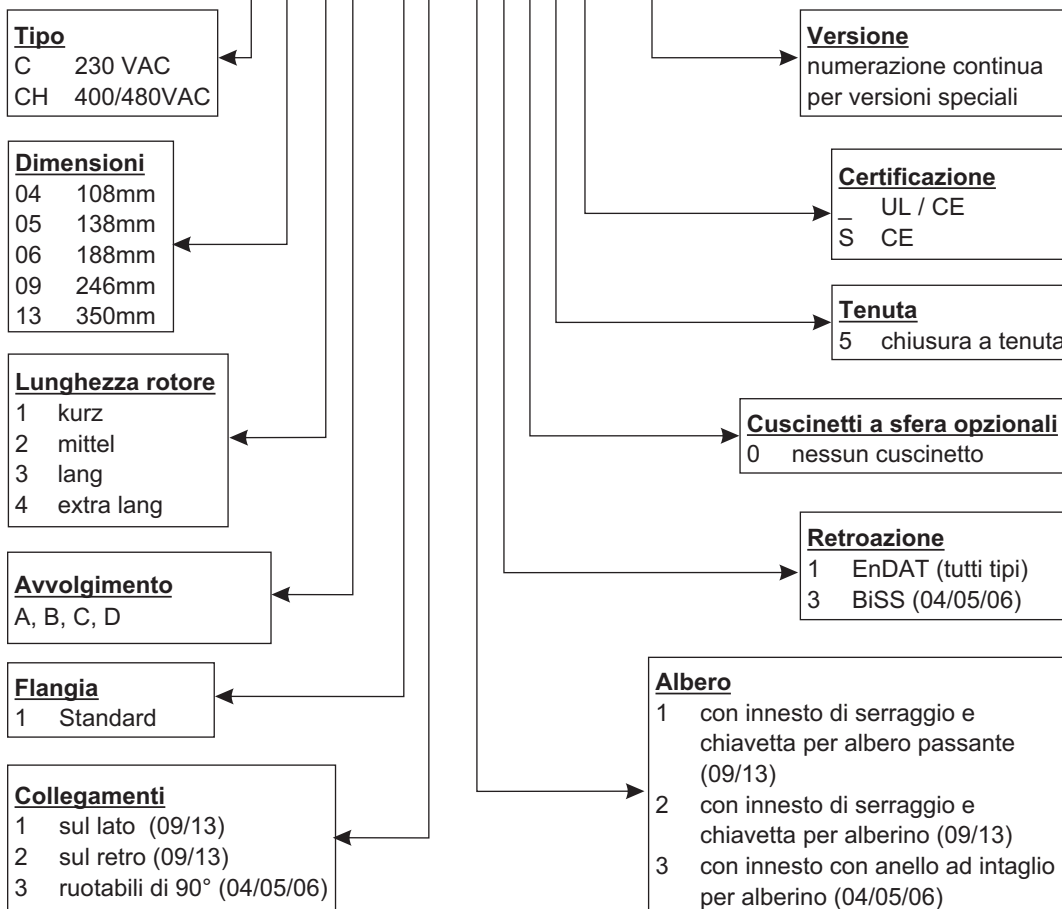 Tipo
C 230 VAC
CH 400/480VAC
Dimensioni
04 108mm
05 138mm
06 188mm
09 246mm
13 350mm
Lunghezza rotore
1 kurz
2 mittel
3 lang
4 extra lang
Avvolgimento
A, B, C, D
Flangia
1 Standard
Collegamenti
1 sul lato (09/13)
2 sul retro (09/13)
3 ruotabili di 90° (04/05/06)
Versione
numerazione continua
per versioni speciali
Certificazione
_ UL / CE
S CE
Tenuta
5 chiusura a tenuta
Cuscinetti a sfera opzionali
0 nessun cuscinetto
Retroazione
1 EnDAT (tutti tipi)
3 BiSS (04/05/06)
Albero
1 con innesto di serraggio e
chiavetta per albero passante
(09/13)
2 con innesto di serraggio e
chiavetta per alberino (09/13)
3 con innesto con anello ad intaglio
per alberino (04/05/06)